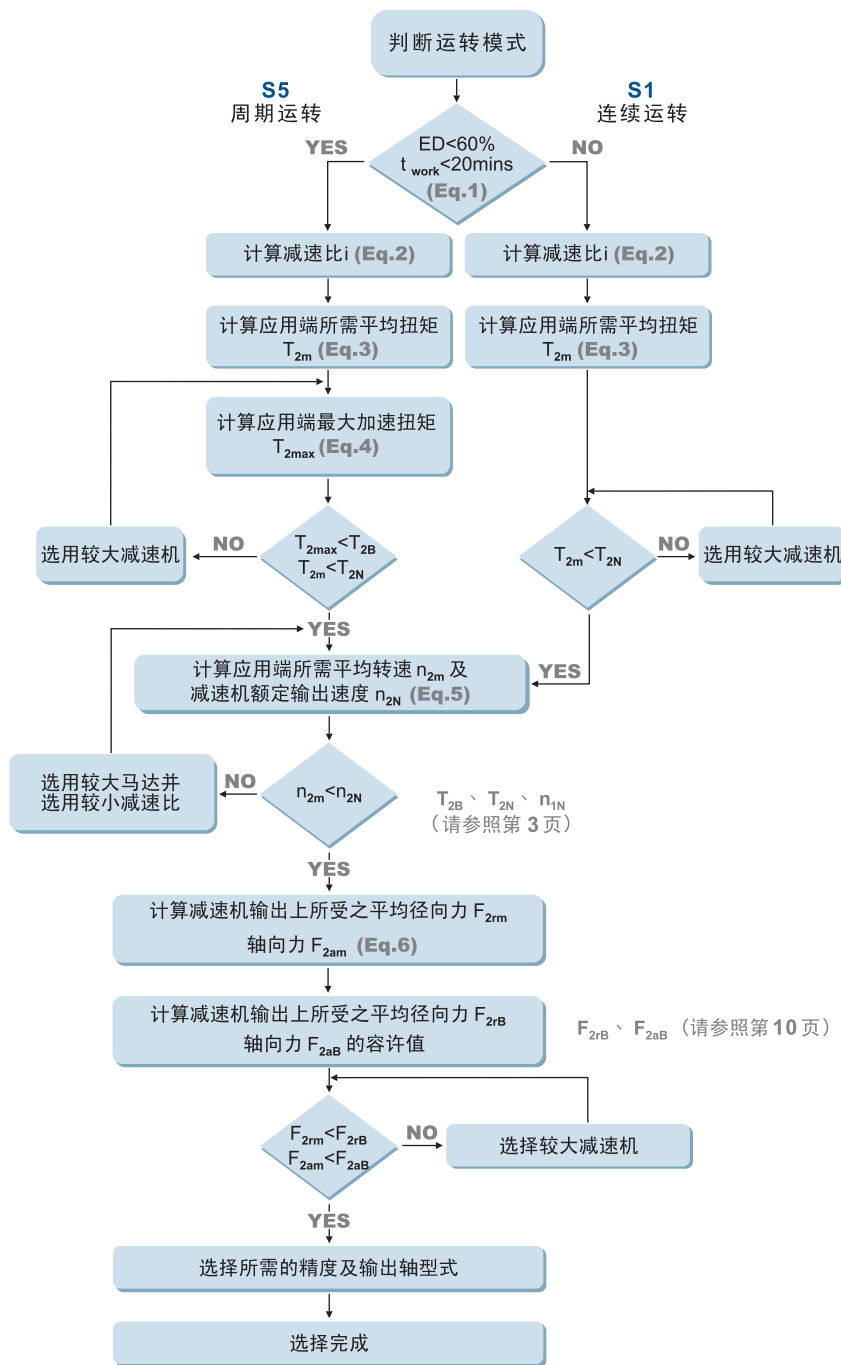 判断运转模式
S5
周期运转
S1
连续运转
YES
ED<60%
t work<20mins
(Eq.1)
NO
计算减速比i (Eq.2)
计算减速比i (Eq.2)
计算应用端所需平均扭矩
T2m (Eq.3)
计算应用端所需平均扭矩
T2m (Eq.3)
计算应用端最大加速扭矩
T2max (Eq.4)
选用较大减速机
NO
T2max<T2B
T2m<T2N
T2m<T2N
NO
选用较大减速机
YES
YES
计算应用端所需平均转速 n2m 及
减速机额定输出速度 n2N (Eq.5)
选用较大马达并
选用较小减速比
NO
n2m<n2N
T2B、T2N、n1N
（请参照第 3 页）
YES
计算减速机输出上所受之平均径向力 F2rm
轴向力 F2am (Eq.6)
计算减速机输出上所受之平均径向力 F2rB
轴向力 F2aB 的容许值
F2rB、F2aB（请参照第10页）
F2rm<F2rB
F2am<F2aB
NO
选择较大减速机
YES
选择所需的精度及输出轴型式
选择完成